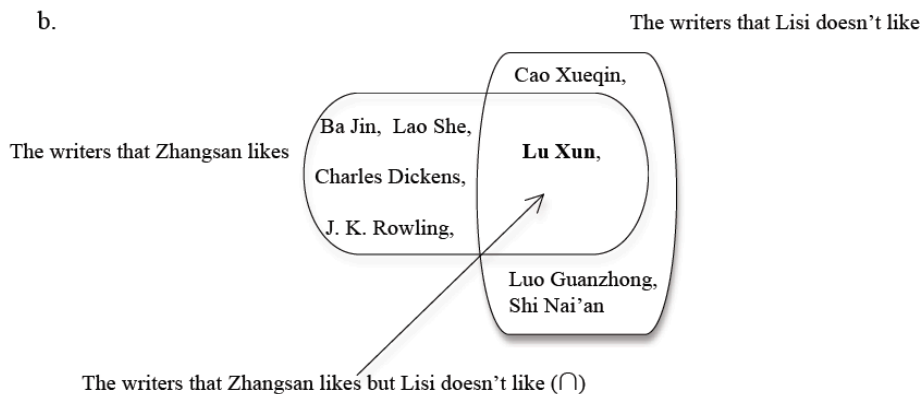 b.
The writers that Lisi doesn’t like
Cao Xueqin,
Ba Jin, Lao She,
The writers that Zhangsan likes
Lu Xun,
Charles Dickens,
J. K. Rowling,
Luo Guanzhong,
Shi Nai’an
The writers that Zhangsan likes but Lisi doesn’t like (∩)